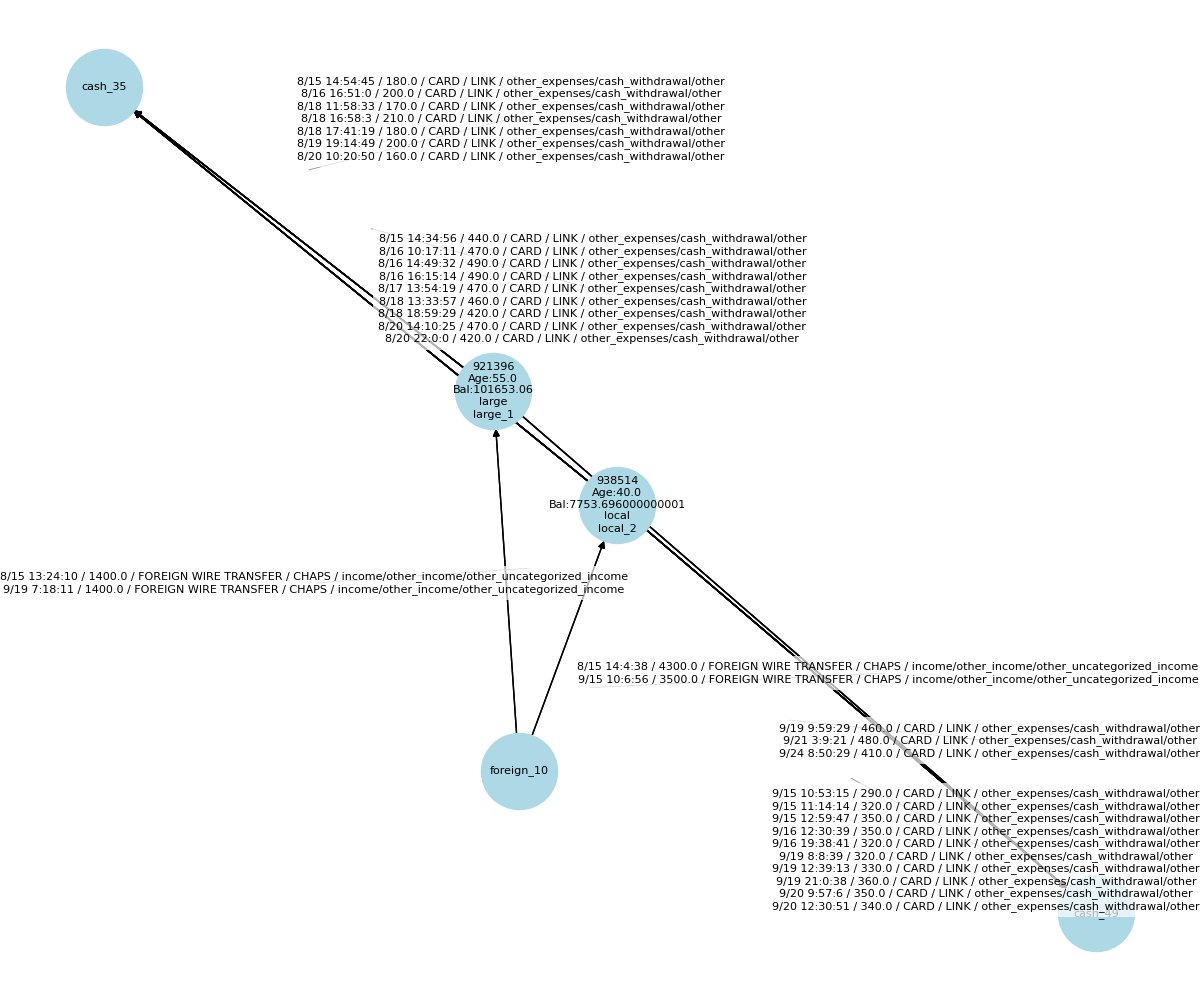 cash_35
8/15 14:54:45 / 180.0 / CARD / LINK / other_expenses/cash_withdrawal/other
8/16 16:51:0 / 200.0 / CARD / LINK / other_expenses/cash_withdrawal/other
8/18 11:58:33 / 170.0 / CARD / LINK / other_expenses/cash_withdrawal/other
8/18 16:58:3 / 210.0 / CARD / LINK / other_expenses/cash_withdrawal/other
8/18 17:41:19 / 180.0 / CARD / LINK / other_expenses/cash_withdrawal/other
8/19 19:14:49 / 200.0 / CARD / LINK / other_expenses/cash_withdrawal/other
8/20 10:20:50 / 160.0 / CARD / LINK / other_expenses/cash_withdrawal/other
8/15 14:34:56 / 440.0 / CARD / LINK / other_expenses/cash_withdrawal/other
8/16 10:17:11 / 470.0 / CARD / LINK / other_expenses/cash_withdrawal/other
8/16 14:49:32 / 490.0 / CARD / LINK / other_expenses/cash_withdrawal/other
8/16 16:15:14 / 490.0 / CARD / LINK / other_expenses/cash_withdrawal/other
8/17 13:54:19 / 470.0 / CARD / LINK / other_expenses/cash_withdrawal/other
8/18 13:33:57 / 460.0 / CARD / LINK / other_expenses/cash_withdrawal/other
8/18 18:59:29 / 420.0 / CARD / LINK / other_expenses/cash_withdrawal/other
8/20 14:10:25 / 470.0 / CARD / LINK / other_expenses/cash_withdrawal/other
8/20 22:0:0 / 420.0 / CARD / LINK / other_expenses/cash_withdrawal/other
921396
Age:55.0
Bal:101653.06
large
large_1
938514
Age:40.0
Bal:7753.696000000001
local
local_2
8/15 13:24:10 / 1400.0 / FOREIGN WIRE TRANSFER / CHAPS / income/other_income/other_uncategorized_income
9/19 7:18:11 / 1400.0 / FOREIGN WIRE TRANSFER / CHAPS / income/other_income/other_uncategorized_income
8/15 14:4:38 / 4300.0 / FOREIGN WIRE TRANSFER / CHAPS / income/other_income/other_uncategorized_income
9/15 10:6:56 / 3500.0 / FOREIGN WIRE TRANSFER / CHAPS / income/other_income/other_uncategorized_income
9/19 9:59:29 / 460.0 / CARD / LINK / other_expenses/cash_withdrawal/other
9/21 3:9:21 / 480.0 / CARD / LINK / other_expenses/cash_withdrawal/other
9/24 8:50:29 / 410.0 / CARD / LINK / other_expenses/cash_withdrawal/other
foreign_10
9/15 10:53:15 / 290.0 / CARD / LINK / other_expenses/cash_withdrawal/other
9/15 11:14:14 / 320.0 / CARD / LINK / other_expenses/cash_withdrawal/other
9/15 12:59:47 / 350.0 / CARD / LINK / other_expenses/cash_withdrawal/other
9/16 12:30:39 / 350.0 / CARD / LINK / other_expenses/cash_withdrawal/other
9/16 19:38:41 / 320.0 / CARD / LINK / other_expenses/cash_withdrawal/other
9/19 8:8:39 / 320.0 / CARD / LINK / other_expenses/cash_withdrawal/other
9/19 12:39:13 / 330.0 / CARD / LINK / other_expenses/cash_withdrawal/other
9/19 21:0:38 / 360.0 / CARD / LINK / other_expenses/cash_withdrawal/other
9/20 9:57:6 / 350.0 / CARD / LINK / other_expenses/cash_withdrawal/other
9/20 12:30:51 / 340.0 / CARD / LINK / other_expenses/cash_withdrawal/other
cash_49